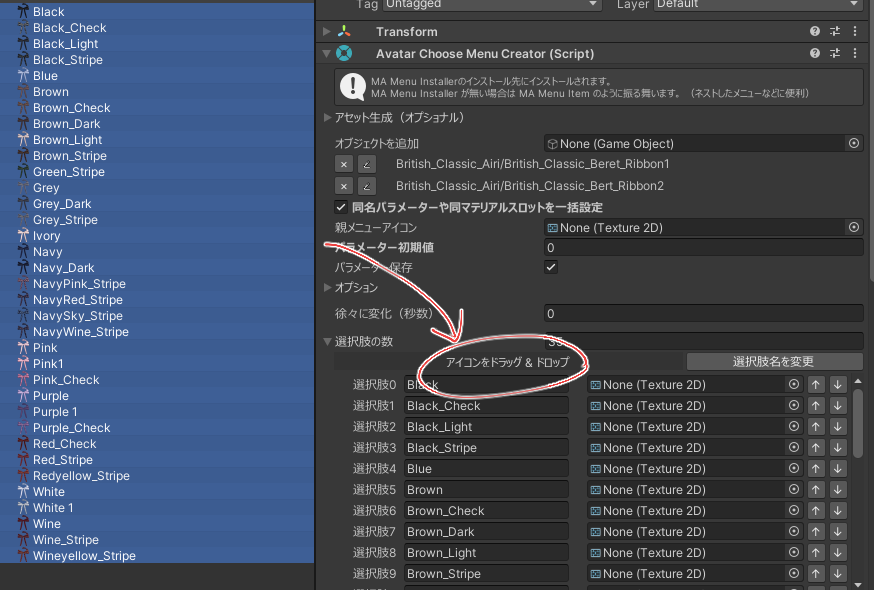 Black
Black_Check
Black_Light
Black_Stripe
Blue
Brown
Brown_Check
Brown_Dark
Brown_Light
Brown_Stripe
Green_Stripe
Grey
Grey_Dark
Grey_Stripe
Ivory
Navy
Navy_Dark
NavyPink_Stripe
NavyRed_Stripe
NavySky_Stripe
NavyWine_Stripe
Pink
Pink1
Pink_Check
Purple
Purple 1
Purple_Check
Red_Check
Red_Stripe
Redyellow_Stripe
White
White 1
Wine
Wine_Stripe
Wineyellow_Stripe
Tag Untagged Layer Default
Transform
Avatar Choose Menu Creator (Script)
MA Menu Installerのインストール先にインストールされます。
MA Menu Installer が無い場合は MA Menu Item のように振る舞います。（ネストしたメニューなどに便利）
アセット生成（オプショナル）
オブジェクトを追加 None (Game Object)
× ∠ British_Classic_Airi/British_Classic_Beret_Ribbon1
× ∠ British_Classic_Airi/British_Classic_Bert_Ribbon2
同名パラメーターや同マテリアルスロットを一括設定
親メニューアイコン None (Texture 2D)
パラメーター初期値 0
パラメーター保存
オプション
徐々に変化（秒数） 0
選択肢の数 35
アイコンをドラッグ & ドロップ 選択肢名を変更
選択肢0 Black None (Texture 2D) ↑ ↓
選択肢1 Black_Check None (Texture 2D) ↑ ↓
選択肢2 Black_Light None (Texture 2D) ↑ ↓
選択肢3 Black_Stripe None (Texture 2D) ↑ ↓
選択肢4 Blue None (Texture 2D) ↑ ↓
選択肢5 Brown None (Texture 2D) ↑ ↓
選択肢6 Brown_Check None (Texture 2D) ↑ ↓
選択肢7 Brown_Dark None (Texture 2D) ↑ ↓
選択肢8 Brown_Light None (Texture 2D) ↑ ↓
選択肢9 Brown_Stripe None (Texture 2D) ↑ ↓